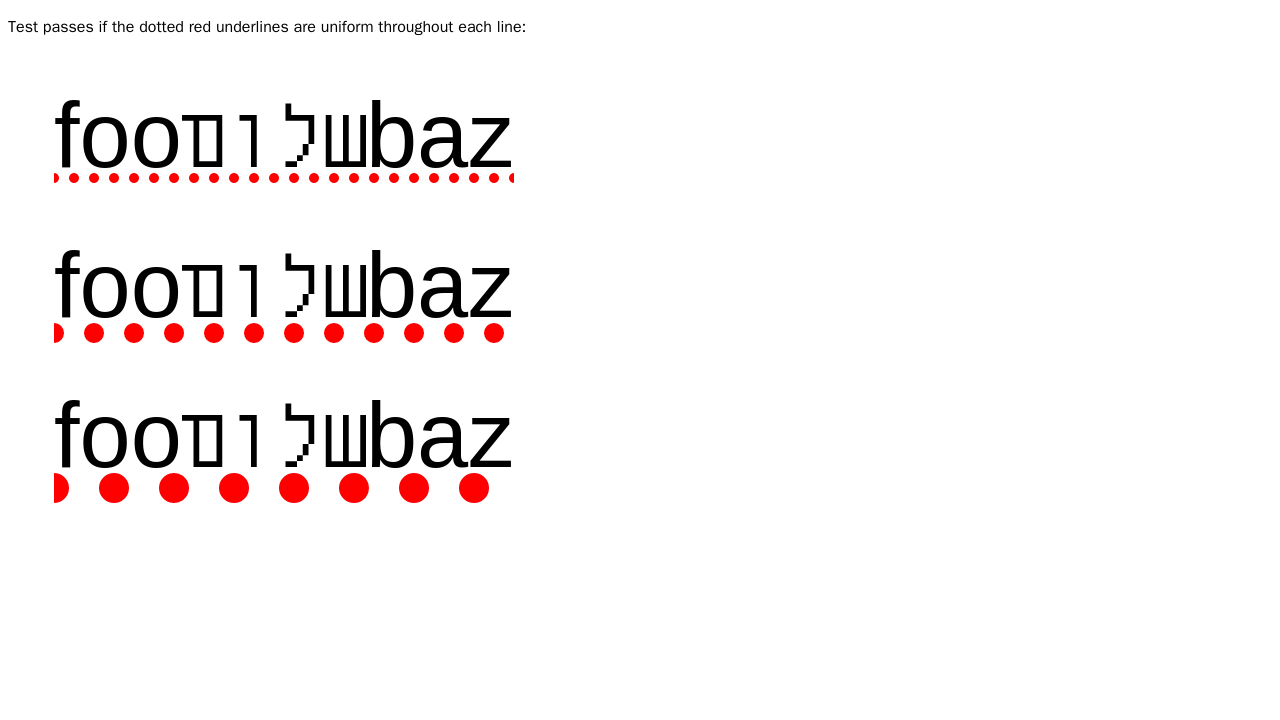 Test passes if the dotted red underlines are uniform throughout each line:
fooשלוםbaz
fooשלוםbaz
fooשלוםbaz